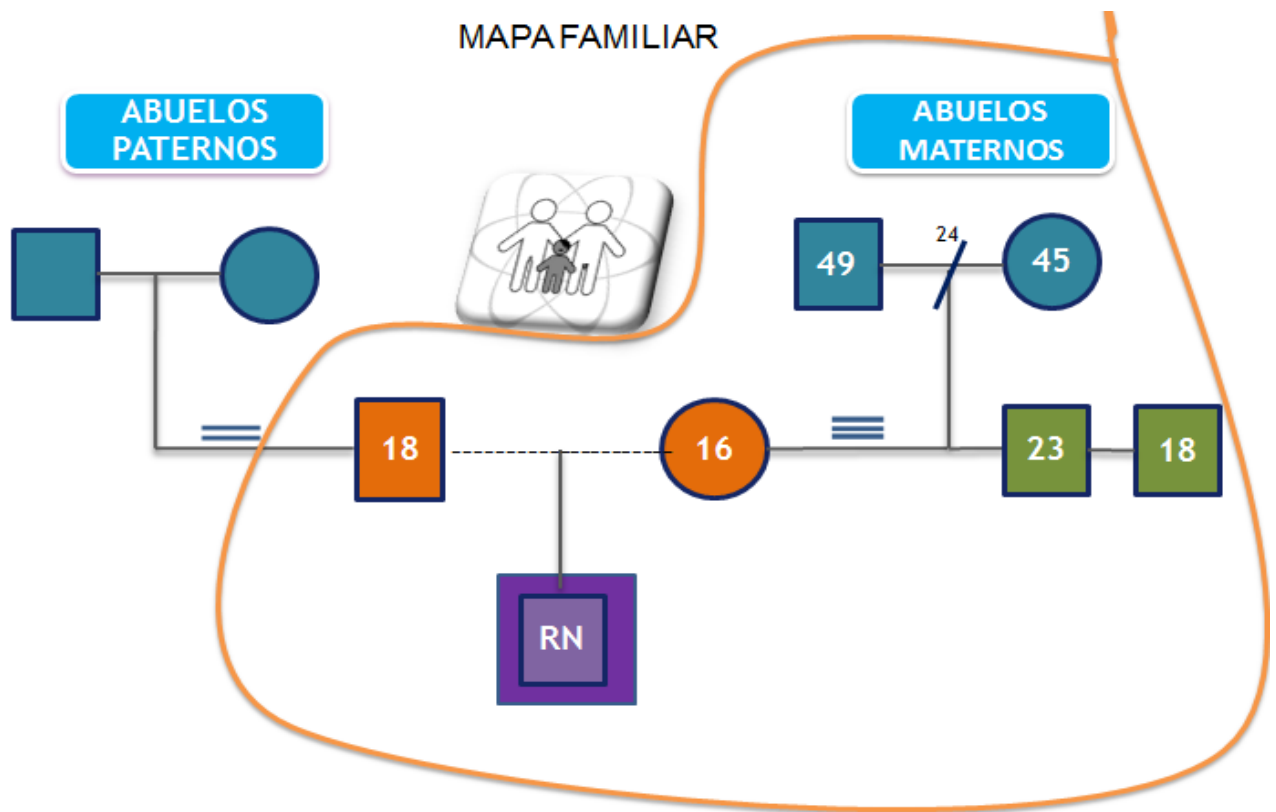 MAPA FAMILIAR
ABUELOS
PATERNOS
ABUELOS
MATERNOS
24
49
45
18
16
23
18
RN